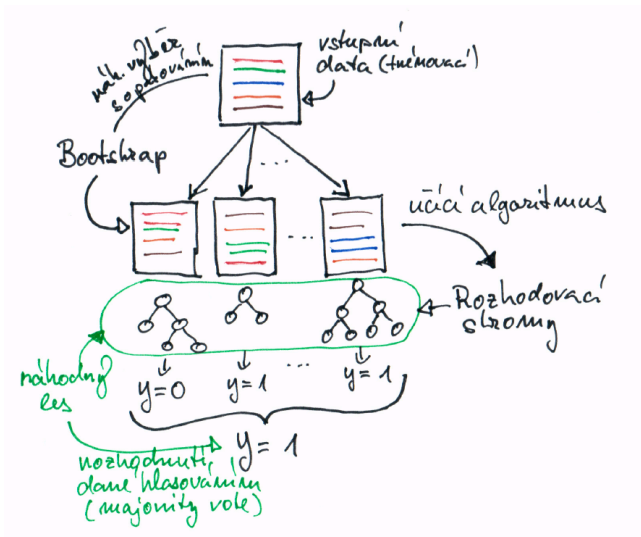 náh. výběr
s opakováním
vstupní
data (trénovací)
Bootstrap
...
učící algoritmus
...
Rozhodovací
stromy
náhodný
les
y=0
y=1
...
y=1
y=1
rozhodnutí,
dané hlasováním
(majority vote)